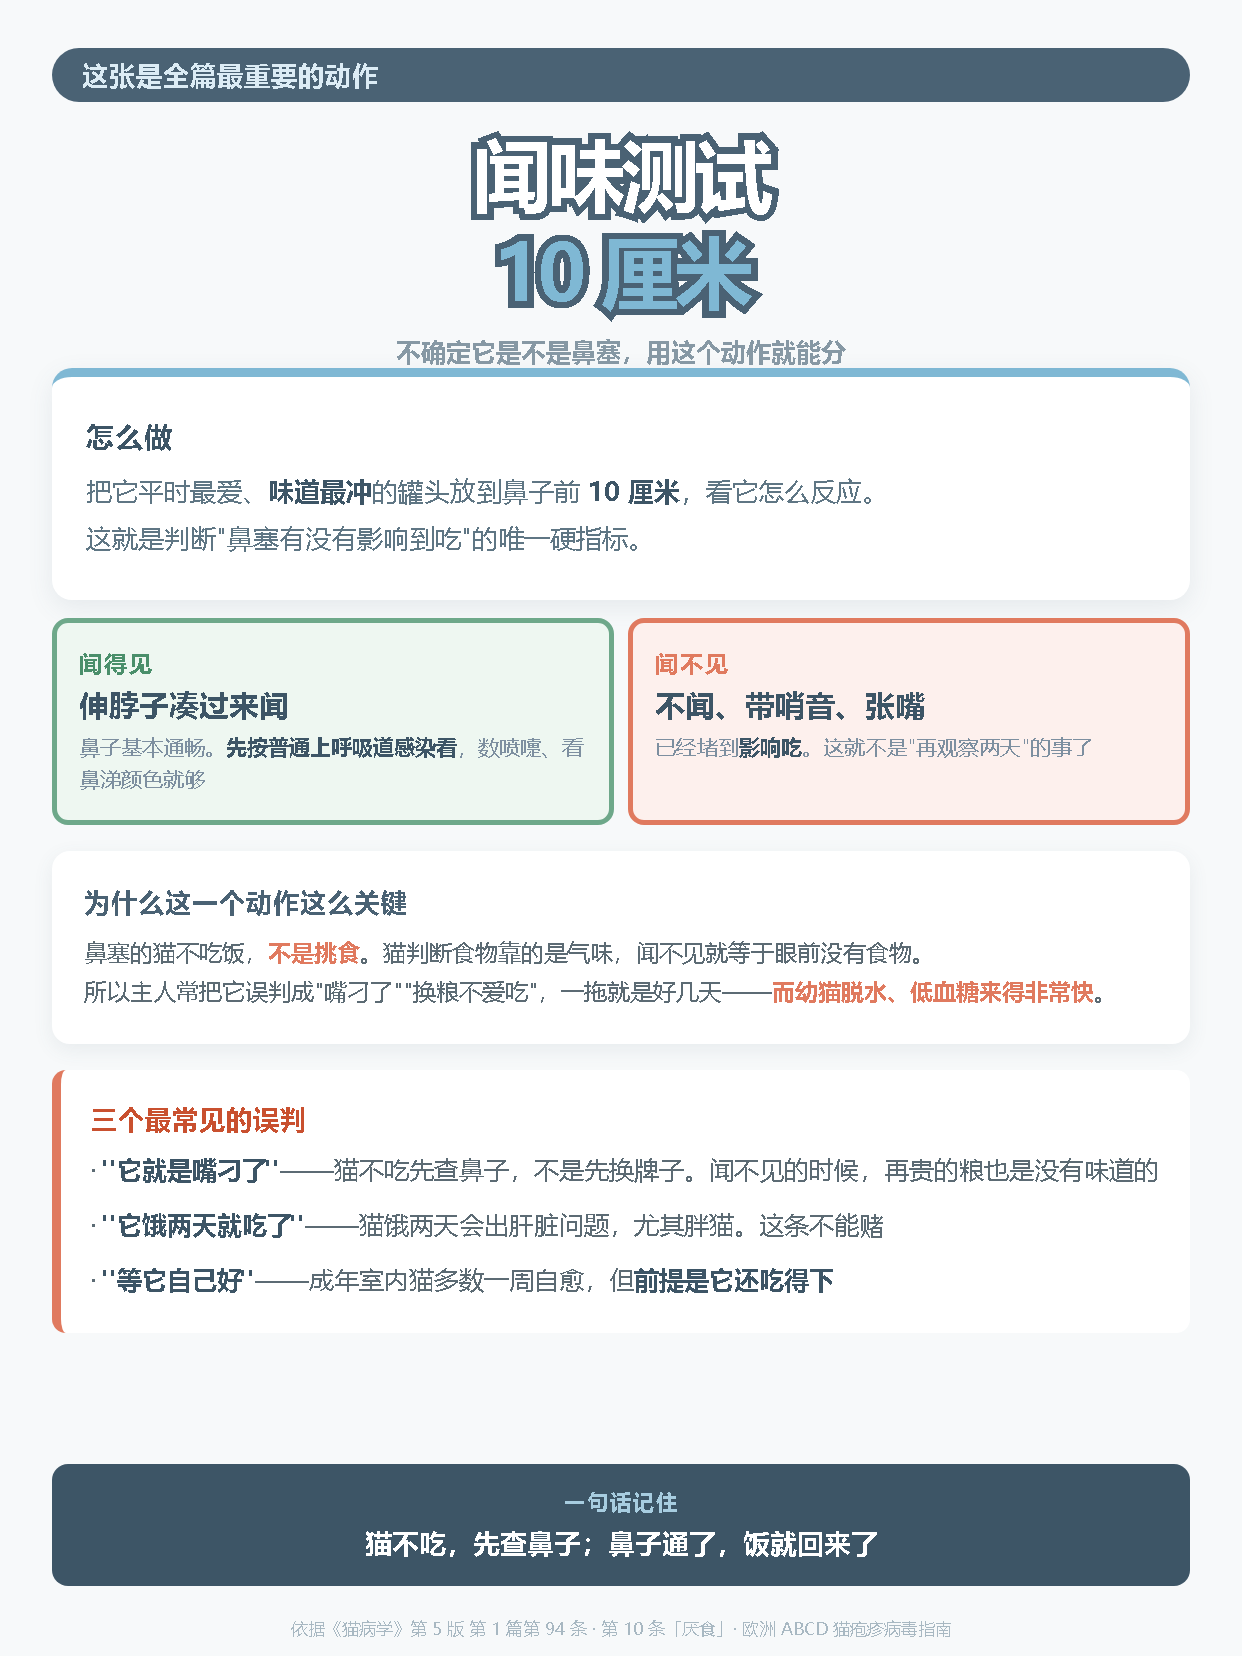 这张是全篇最重要的动作
闻味测试
10 厘米
不确定它是不是鼻塞，用这个动作就能分
怎么做
把它平时最爱、味道最冲的罐头放到鼻子前 10 厘米，看它怎么反应。
这就是判断"鼻塞有没有影响到吃"的唯一硬指标。
闻得见
伸脖子凑过来闻
鼻子基本通畅。先按普通上呼吸道感染看，数喷嚏、看
鼻涕颜色就够
闻不见
不闻、带哨音、张嘴
已经堵到影响吃。这就不是"再观察两天"的事了
为什么这一个动作这么关键
鼻塞的猫不吃饭，不是挑食。猫判断食物靠的是气味，闻不见就等于眼前没有食物。
所以主人常把它误判成"嘴刁了""换粮不爱吃"，一拖就是好几天——而幼猫脱水、低血糖来得非常快。
三个最常见的误判
· "它就是嘴刁了"——猫不吃先查鼻子，不是先换牌子。闻不见的时候，再贵的粮也是没有味道的
· "它饿两天就吃了"——猫饿两天会出肝脏问题，尤其胖猫。这条不能赌
· "等它自己好"——成年室内猫多数一周自愈，但前提是它还吃得下
一句话记住
猫不吃，先查鼻子；鼻子通了，饭就回来了
依据《猫病学》第 5 版 第 1 篇第 94 条 · 第 10 条「厌食」· 欧洲 ABCD 猫疱疹病毒指南